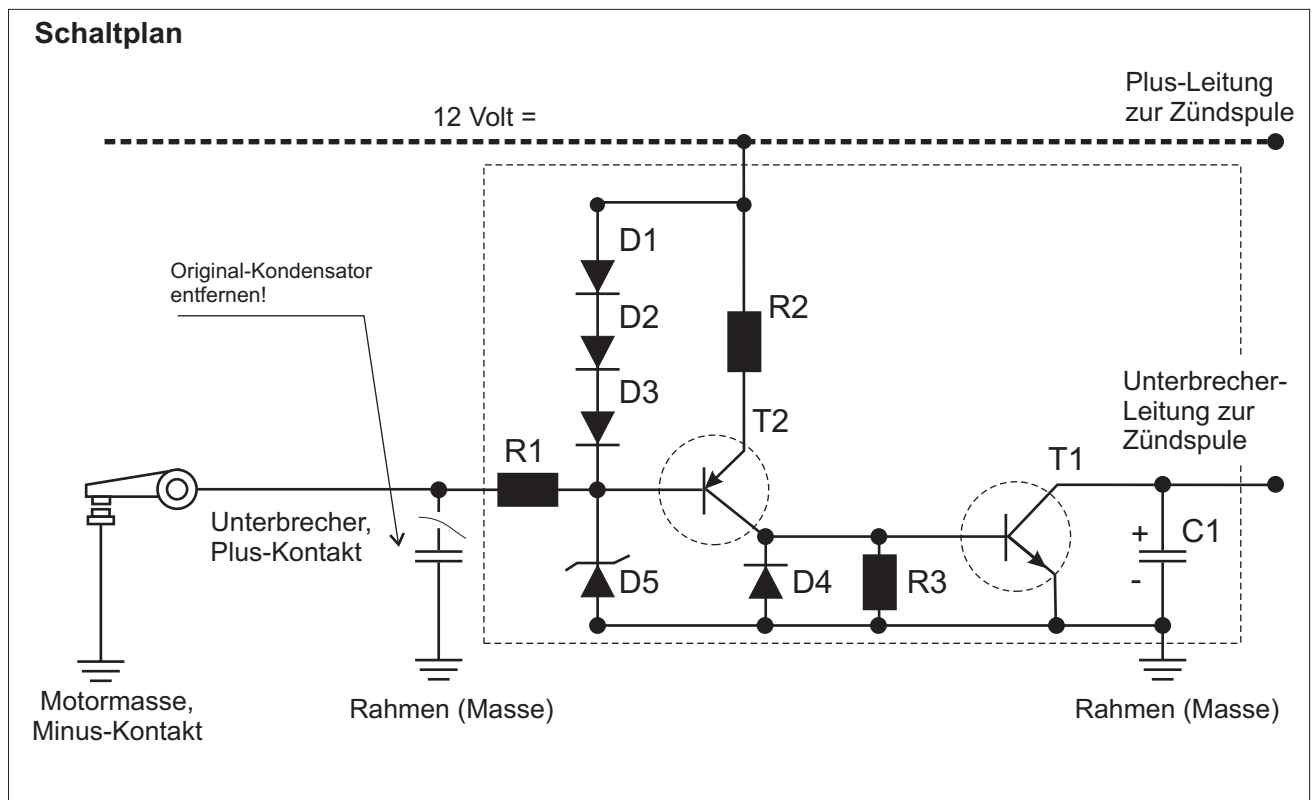 Schaltplan
Plus-Leitung
zur Zündspule
12 Volt =
D1
Original-Kondensator
entfernen!
D2
R2
D3
Unterbrecher-
Leitung zur
Zündspule
T2
R1
T1
Unterbrecher,
Plus-Kontakt
+
C1
-
D5
D4
R3
Motormasse,
Minus-Kontakt
Rahmen (Masse)
Rahmen (Masse)